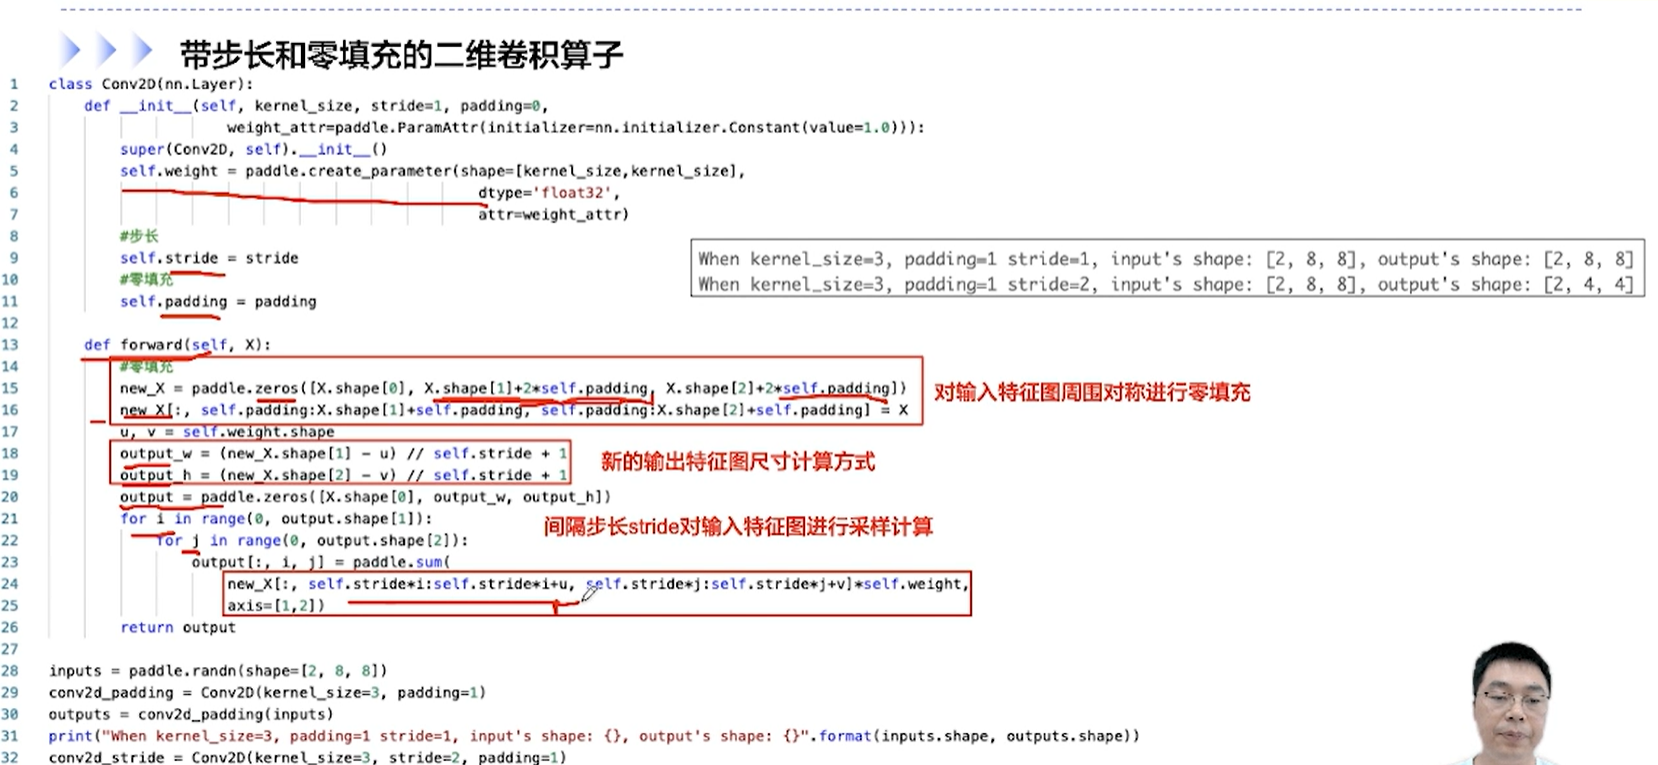 带步长和零填充的二维卷积算子
1 class Conv2D(nn.Layer):
2 def __init__(self, kernel_size, stride=1, padding=0,
3 weight_attr=paddle.ParamAttr(initializer=nn.initializer.Constant(value=1.0))):
4 super(Conv2D, self).__init__()
5 self.weight = paddle.create_parameter(shape=[kernel_size,kernel_size],
6 dtype='float32',
7 attr=weight_attr)
8 #步长
9 self.stride = stride
10 #零填充
11 self.padding = padding
12
13 def forward(self, X):
14 #零填充
15 new_X = paddle.zeros([X.shape[0], X.shape[1]+2*self.padding, X.shape[2]+2*self.padding])
16 new_X[:, self.padding:X.shape[1]+self.padding, self.padding:X.shape[2]+self.padding] = X
对输入特征图周围对称进行零填充
17 u, v = self.weight.shape
18 output_w = (new_X.shape[1] - u) // self.stride + 1
19 output_h = (new_X.shape[2] - v) // self.stride + 1
新的输出特征图尺寸计算方式
20 output = paddle.zeros([X.shape[0], output_w, output_h])
21 for i in range(0, output.shape[1]):
间隔步长stride对输入特征图进行采样计算
22 for j in range(0, output.shape[2]):
23 output[:, i, j] = paddle.sum(
24 new_X[:, self.stride*i:self.stride*i+u, self.stride*j:self.stride*j+v]*self.weight,
25 axis=[1,2])
26 return output
27
28 inputs = paddle.randn(shape=[2, 8, 8])
29 conv2d_padding = Conv2D(kernel_size=3, padding=1)
30 outputs = conv2d_padding(inputs)
31 print("When kernel_size=3, padding=1 stride=1, input's shape: {}, output's shape: {}".format(inputs.shape, outputs.shape))
32 conv2d_stride = Conv2D(kernel_size=3, stride=2, padding=1)
When kernel_size=3, padding=1 stride=1, input's shape: [2, 8, 8], output's shape: [2, 8, 8]
When kernel_size=3, padding=1 stride=2, input's shape: [2, 8, 8], output's shape: [2, 4, 4]